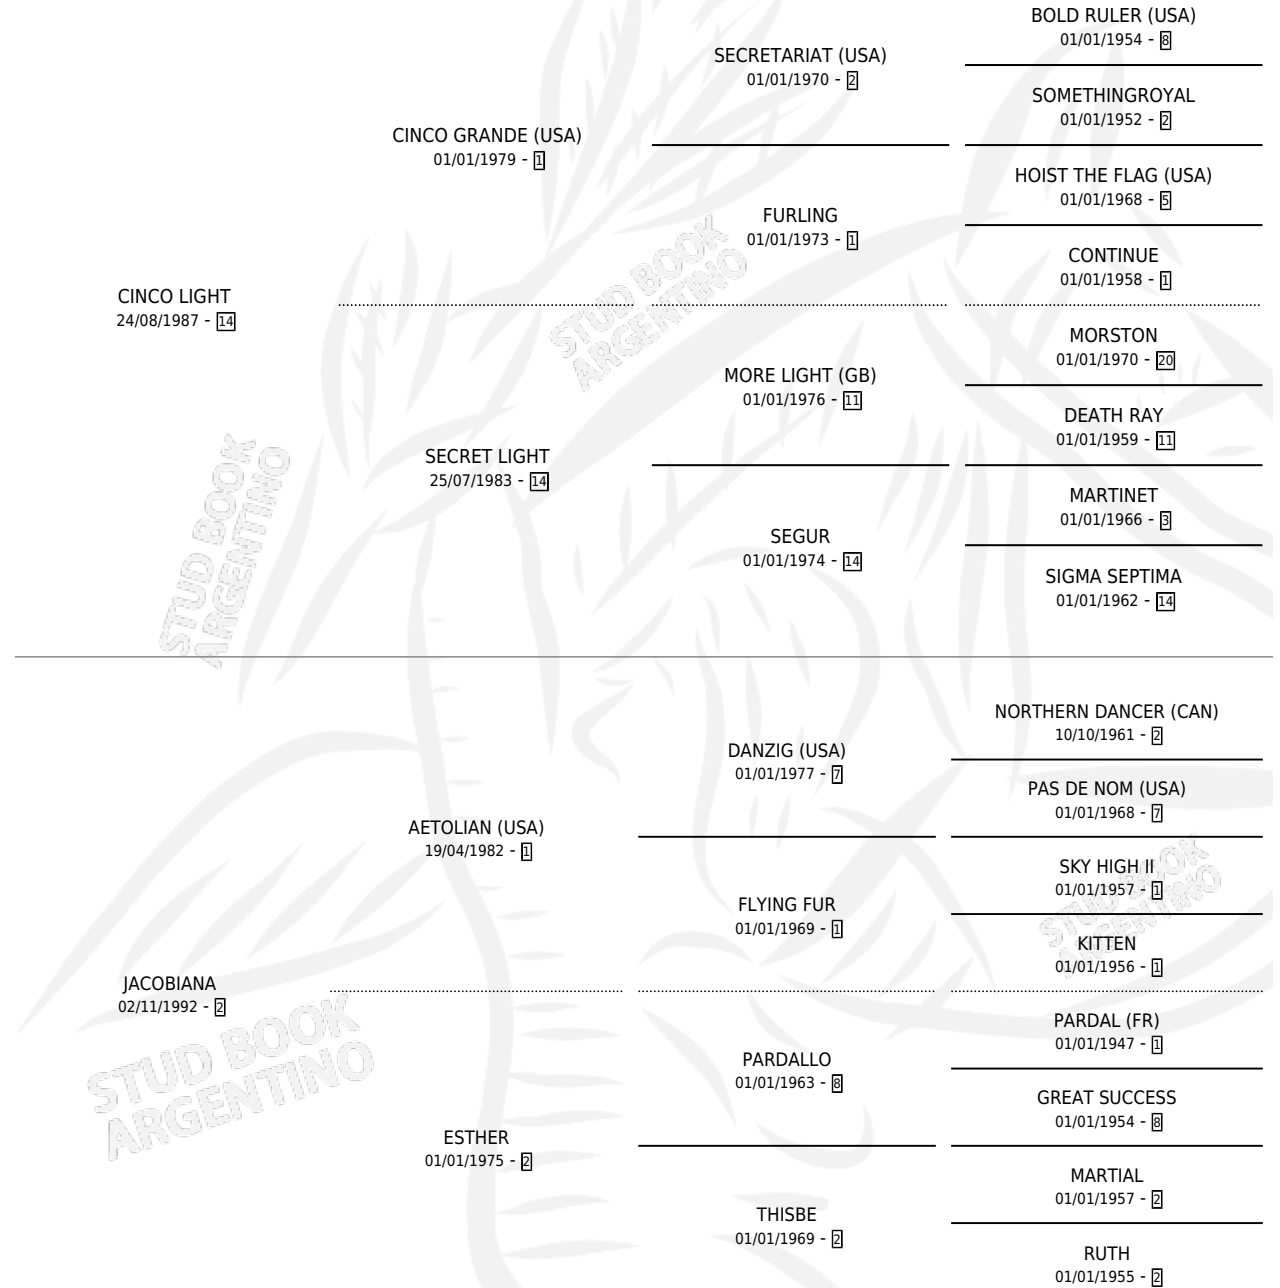 BOLD RULER (USA)
01/01/1954 - 8
SECRETARIAT (USA)
01/01/1970 - 2
SOMETHINGROYAL
01/01/1952 - 2
CINCO GRANDE (USA)
01/01/1979 - 1
HOIST THE FLAG (USA)
01/01/1968 - 5
FURLING
01/01/1973 - 1
CONTINUE
01/01/1958 - 1
CINCO LIGHT
24/08/1987 - 14
MORSTON
01/01/1970 - 20
MORE LIGHT (GB)
01/01/1976 - 11
DEATH RAY
01/01/1959 - 11
SECRET LIGHT
25/07/1983 - 14
MARTINET
01/01/1966 - 3
SEGUR
01/01/1974 - 14
SIGMA SEPTIMA
01/01/1962 - 14
STUD BOOK
ARGENTINO
STUD BOOK
ARGENTINO
NORTHERN DANCER (CAN)
10/10/1961 - 2
DANZIG (USA)
01/01/1977 - 7
PAS DE NOM (USA)
01/01/1968 - 7
AETOLIAN (USA)
19/04/1982 - 1
SKY HIGH II
01/01/1957 - 1
FLYING FUR
01/01/1969 - 1
KITTEN
01/01/1956 - 1
JACOBIANA
02/11/1992 - 2
PARDAL (FR)
01/01/1947 - 1
PARDALLO
01/01/1963 - 8
GREAT SUCCESS
01/01/1954 - 8
ESTHER
01/01/1975 - 2
MARTIAL
01/01/1957 - 2
THISBE
01/01/1969 - 2
RUTH
01/01/1955 - 2
STUD BOOK
ARGENTINO
STUD BOOK
ARGENTINO